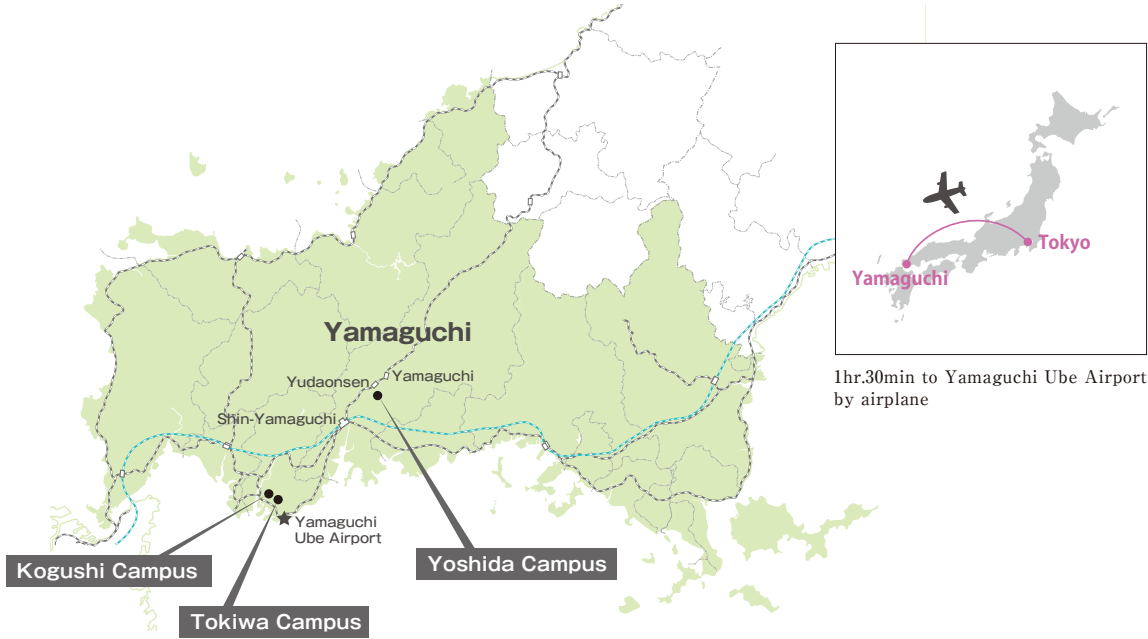 Yamaguchi
Yudaonsen
Yamaguchi
Shin-Yamaguchi
Yamaguchi
Ube Airport
Kogushi Campus
Tokiwa Campus
Yoshida Campus
Tokyo
Yamaguchi
1hr.30min to Yamaguchi Ube Airport
by airplane